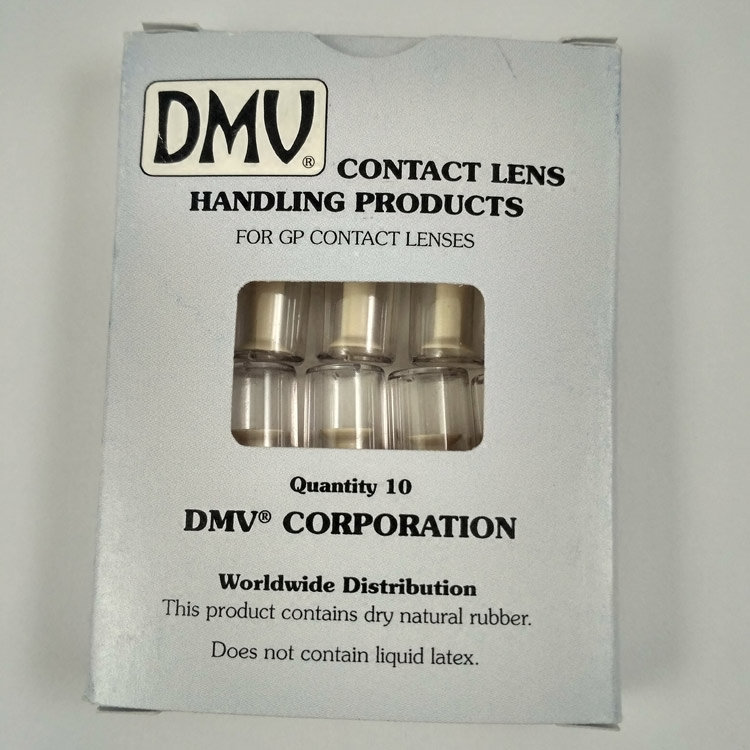 DMV® CONTACT LENS
HANDLING PRODUCTS
FOR GP CONTACT LENSES
Quantity 10
DMV® CORPORATION
Worldwide Distribution
This product contains dry natural rubber.
Does not contain liquid latex.